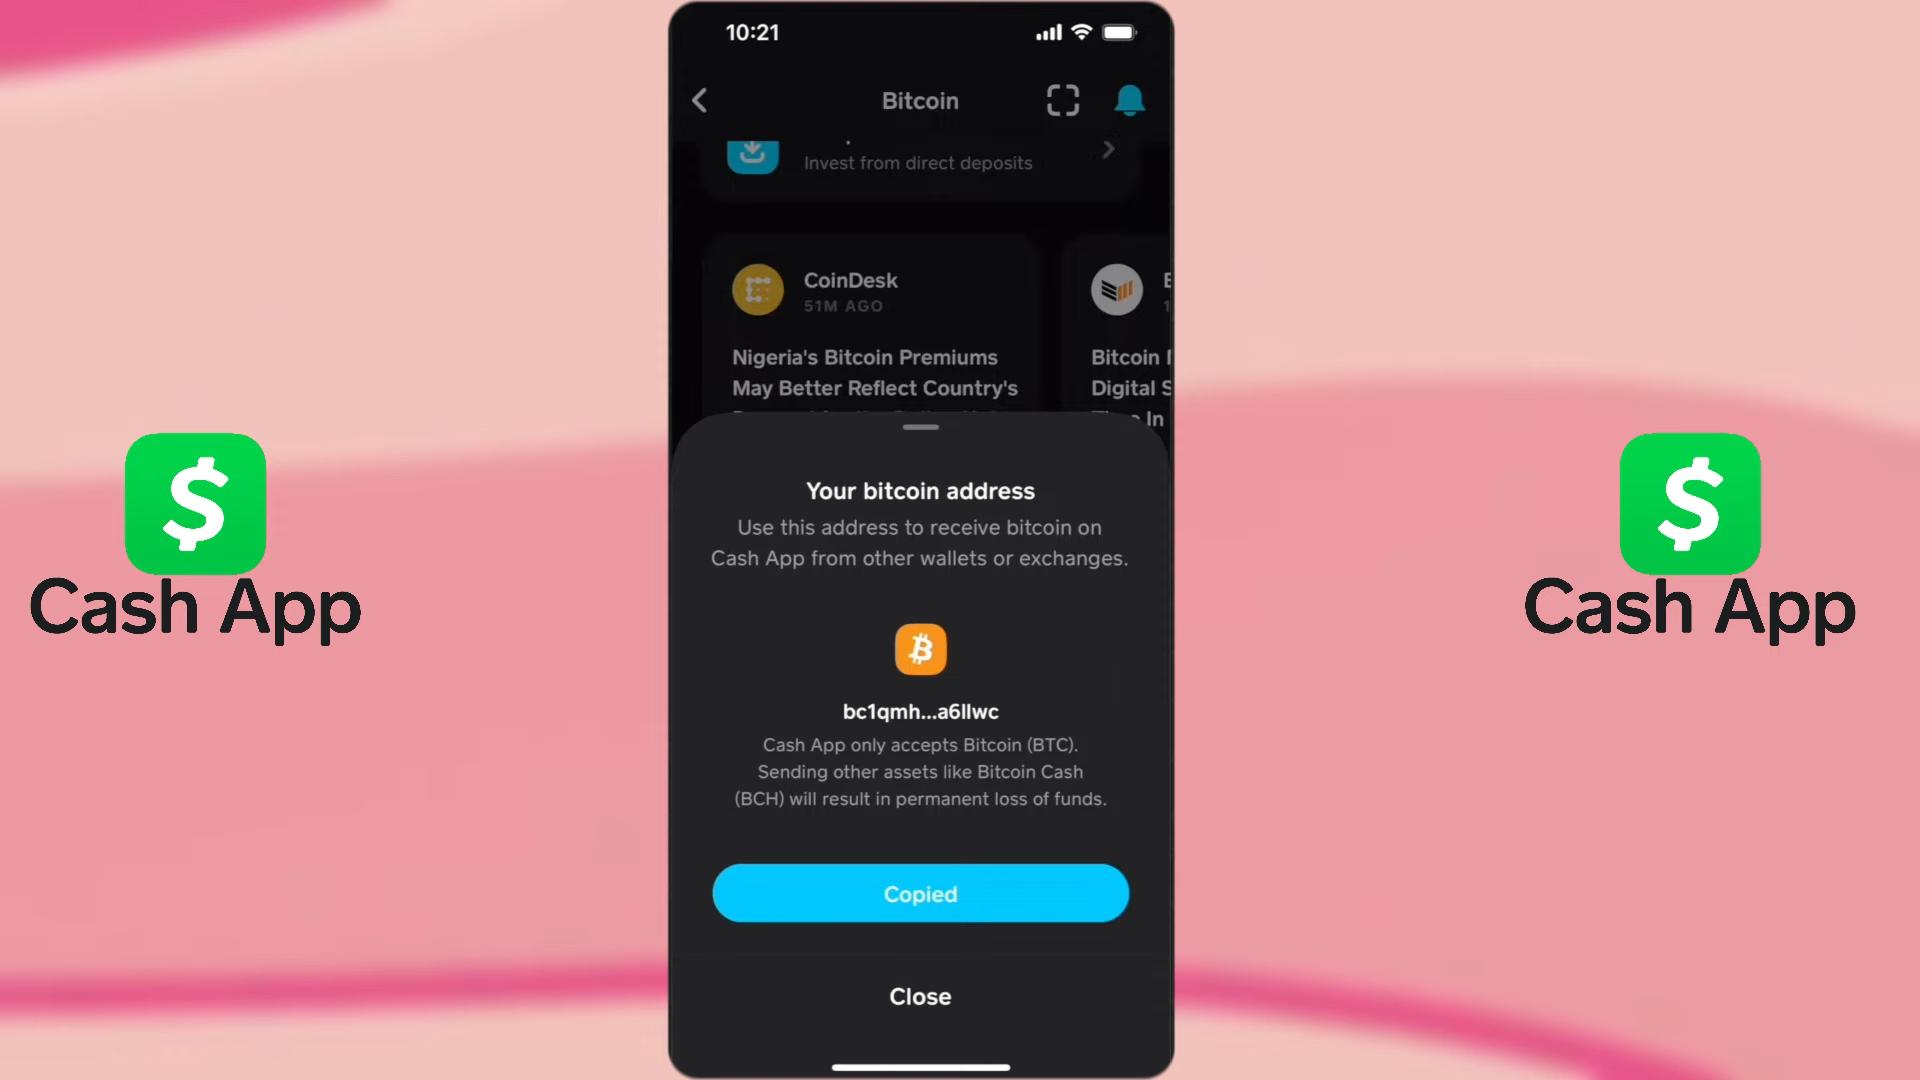 10:21
Bitcoin
Invest from direct deposits
CoinDesk
51M AGO
Nigeria's Bitcoin Premiums
May Better Reflect Country's
Bitcoin
Digital
In
Your bitcoin address
Use this address to receive bitcoin on
Cash App from other wallets or exchanges.
bc1qmh...a6llwc
Cash App only accepts Bitcoin (BTC).
Sending other assets like Bitcoin Cash
(BCH) will result in permanent loss of funds.
Copied
Close
$
Cash App
$
Cash App